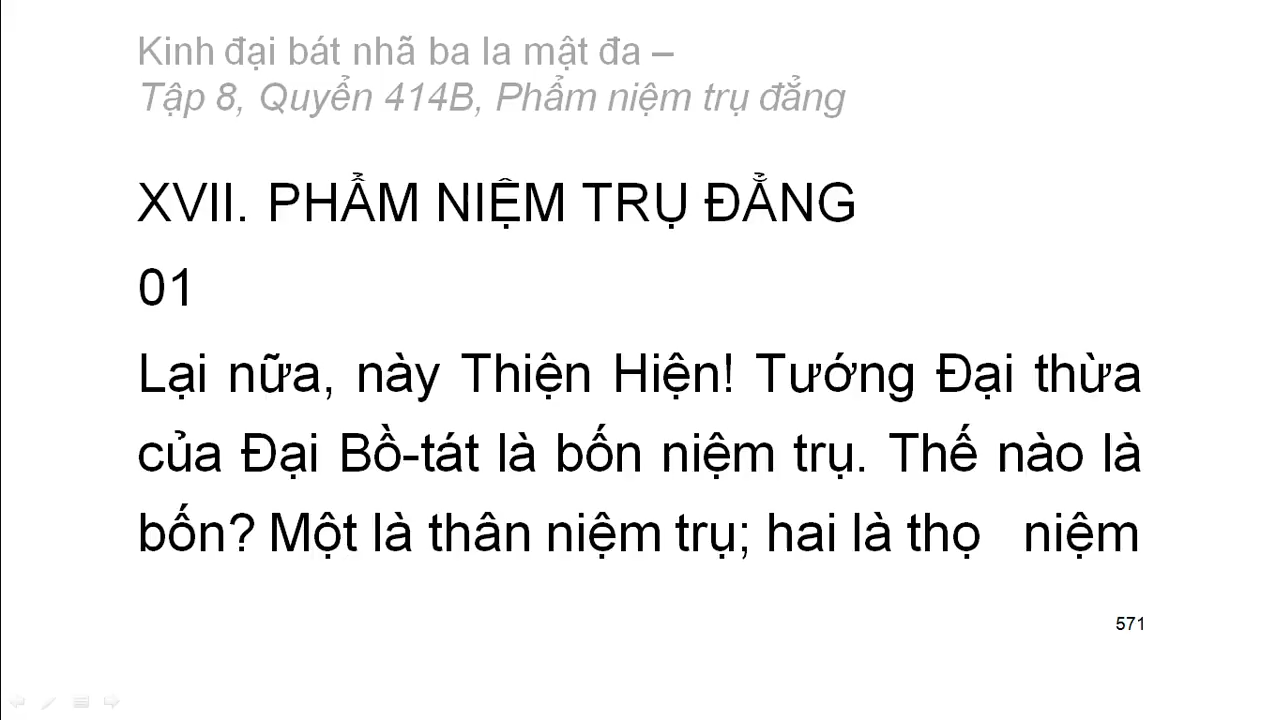 Kinh đại bát nhã ba la mật đa –
Tập 8, Quyển 414B, Phẩm niệm trụ đẳng
XVII. PHẨM NIỆM TRỤ ĐẲNG
01
Lại nữa, này Thiện Hiện! Tướng Đại thừa
của Đại Bồ-tát là bốn niệm trụ. Thế nào là
bốn? Một là thân niệm trụ; hai là thọ niệm
571